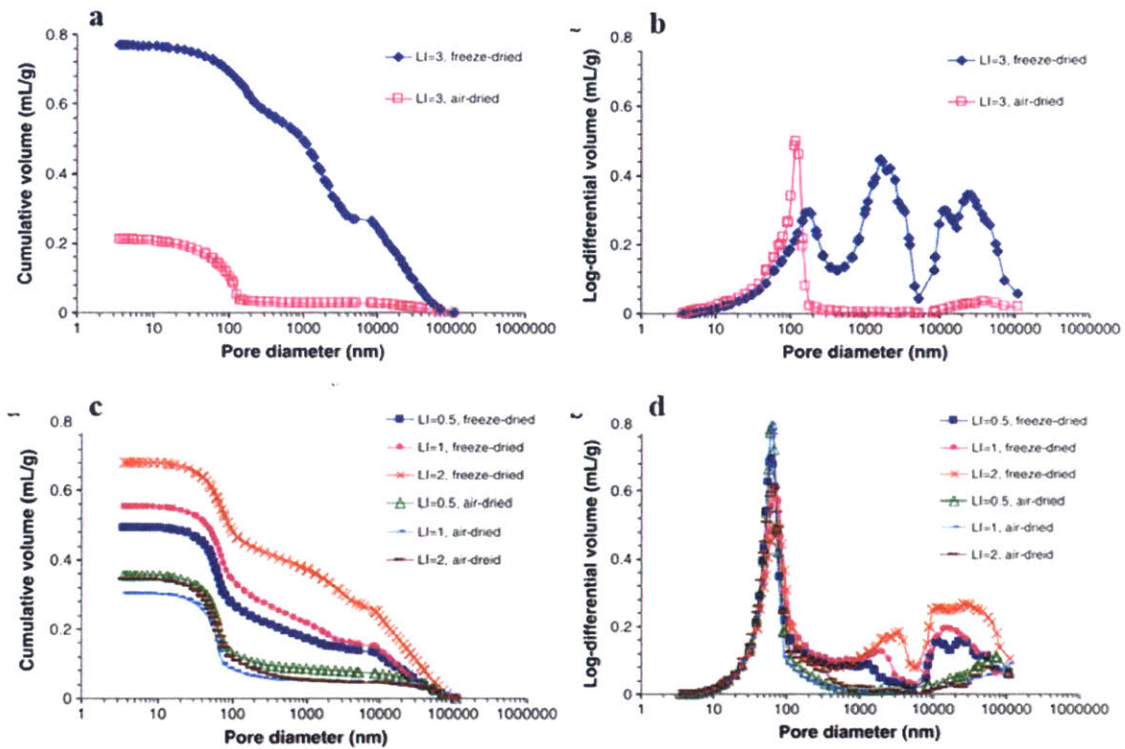 a
Cumulative volume (mL/g)
0.8
0.6
0.4
0.2
0
1 10 100 1000 10000 100000 1000000
Pore diameter (nm)
LI=3, freeze-dried
LI=3, air-dried
b
Log-differential volume (mL/g)
0.8
0.6
0.4
0.2
0
1 10 100 1000 10000 100000 1000000
Pore diameter (nm)
LI=3, freeze-dried
LI=3, air-dried
c
Cumulative volume (mL/g)
0.8
0.6
0.4
0.2
0
1 10 100 1000 10000 100000 1000000
Pore diameter (nm)
LI=0.5, freeze-dried
LI=1, freeze-dried
LI=2, freeze-dried
LI=0.5, air-dried
LI=1, air-dried
LI=2, air-dreid
d
Log-differential volume (mL/g)
0.8
0.6
0.4
0.2
0
1 10 100 1000 10000 100000 1000000
Pore diameter (nm)
LI=0.5, freeze-dried
LI=1, freeze-dried
LI=2, freeze-dried
LI=0.5, air-dried
LI=1, air-dried
LI=2, air-dreid